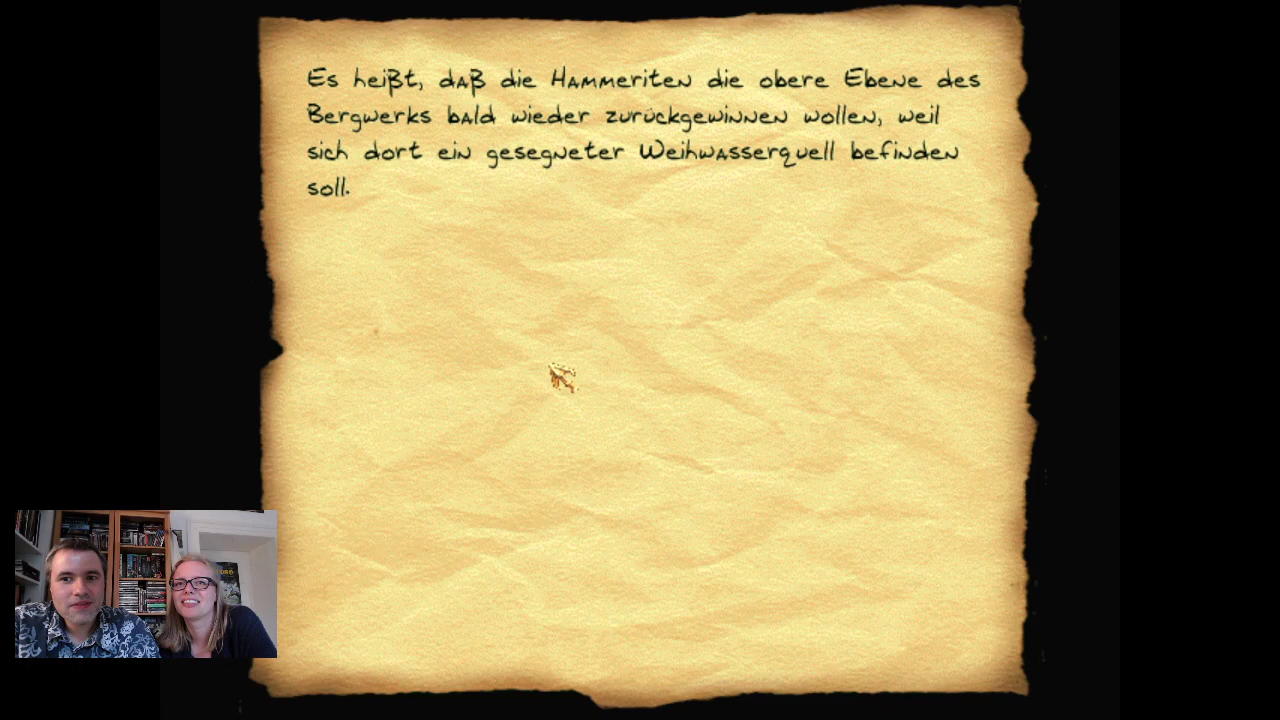 Es heißt, daß die Hammeriten die obere Ebene des
Bergwerks bald wieder zurückgewinnen wollen, weil
sich dort ein gesegneter Weihwasserquell befinden
soll.